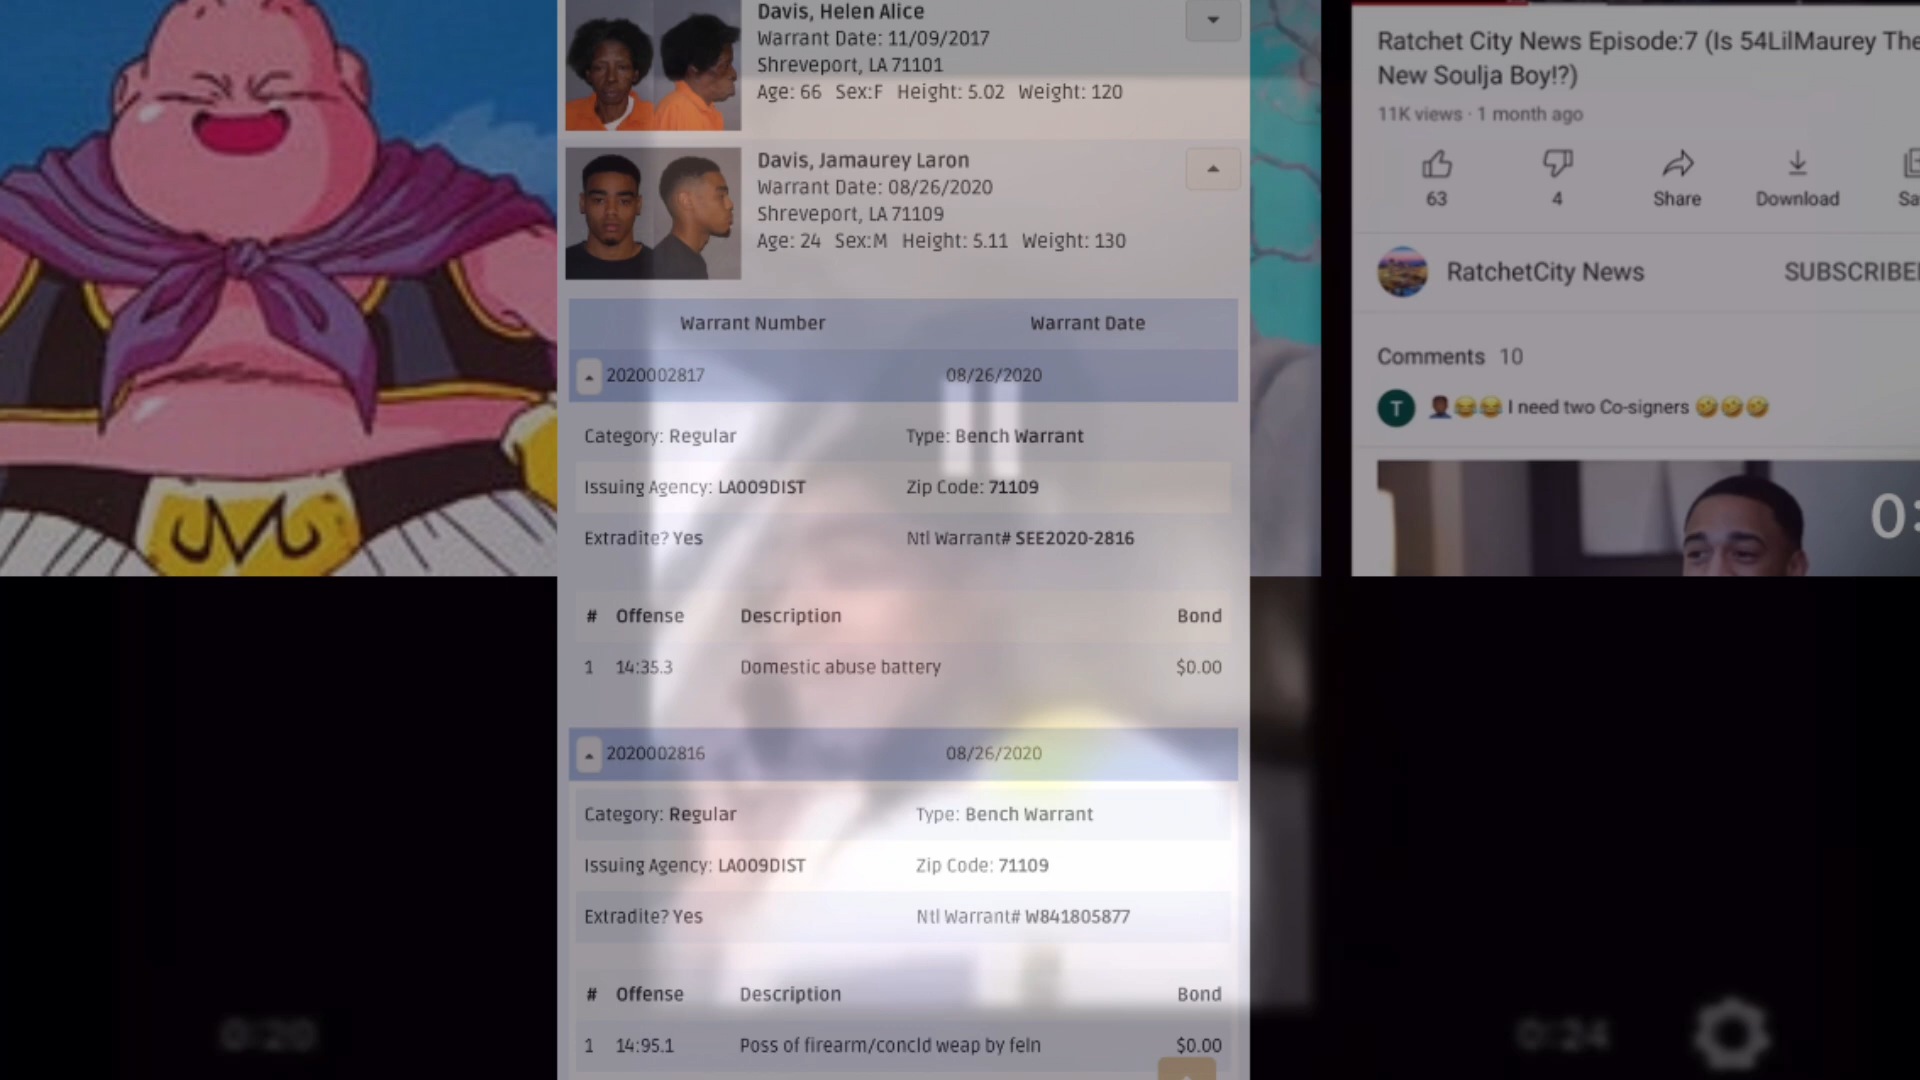 Davis, Helen Alice
Warrant Date: 11/09/2017
Shreveport, LA 71101
Age: 66 Sex:F Height: 5.02 Weight: 120
Davis, Jamaurey Laron
Warrant Date: 08/26/2020
Shreveport, LA 71109
Age: 24 Sex:M Height: 5.11 Weight: 130
Warrant Number Warrant Date
2020002817 08/26/2020
Category: Regular Type: Bench Warrant
Issuing Agency: LA009DIST Zip Code: 71109
Extradite? Yes Ntl Warrant# SEE2020-2816
# Offense Description Bond
1 14:35.3 Domestic abuse battery $0.00
2020002816 08/26/2020
Category: Regular Type: Bench Warrant
Issuing Agency: LA009DIST Zip Code: 71109
Extradite? Yes Ntl Warrant# W841805877
# Offense Description Bond
1 14:95.1 Poss of firearm/concld weap by feln $0.00
Ratchet City News Episode:7 (Is 54LilMaurey The
New Soulja Boy!?)
11K views · 1 month ago
63 4 Share Download
RatchetCity News SUBSCRIBE
Comments 10
T 🤦🏾‍♂️😂😂 I need two Co-signers 🤣🤣🤣
0:
0:20
0:24